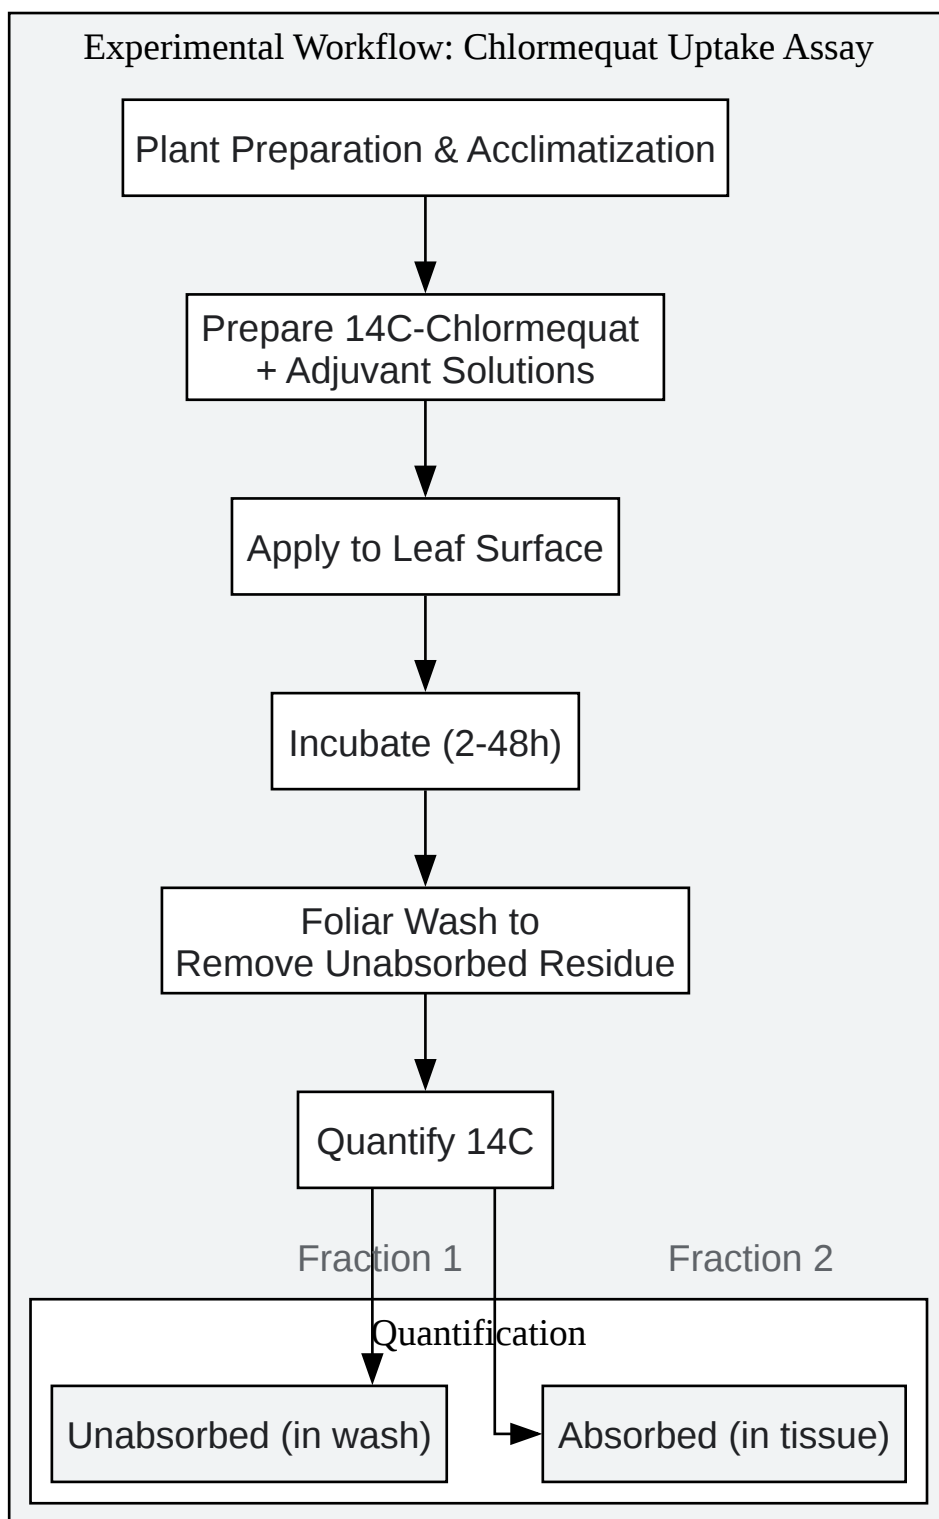 Experimental Workflow: Chlormequat Uptake Assay
Plant Preparation & Acclimatization
Prepare 14C-Chlormequat
+ Adjuvant Solutions
Apply to Leaf Surface
Incubate (2-48h)
Foliar Wash to
Remove Unabsorbed Residue
Quantify 14C
Fraction 1
Fraction 2
Quantification
Unabsorbed (in wash)
Absorbed (in tissue)